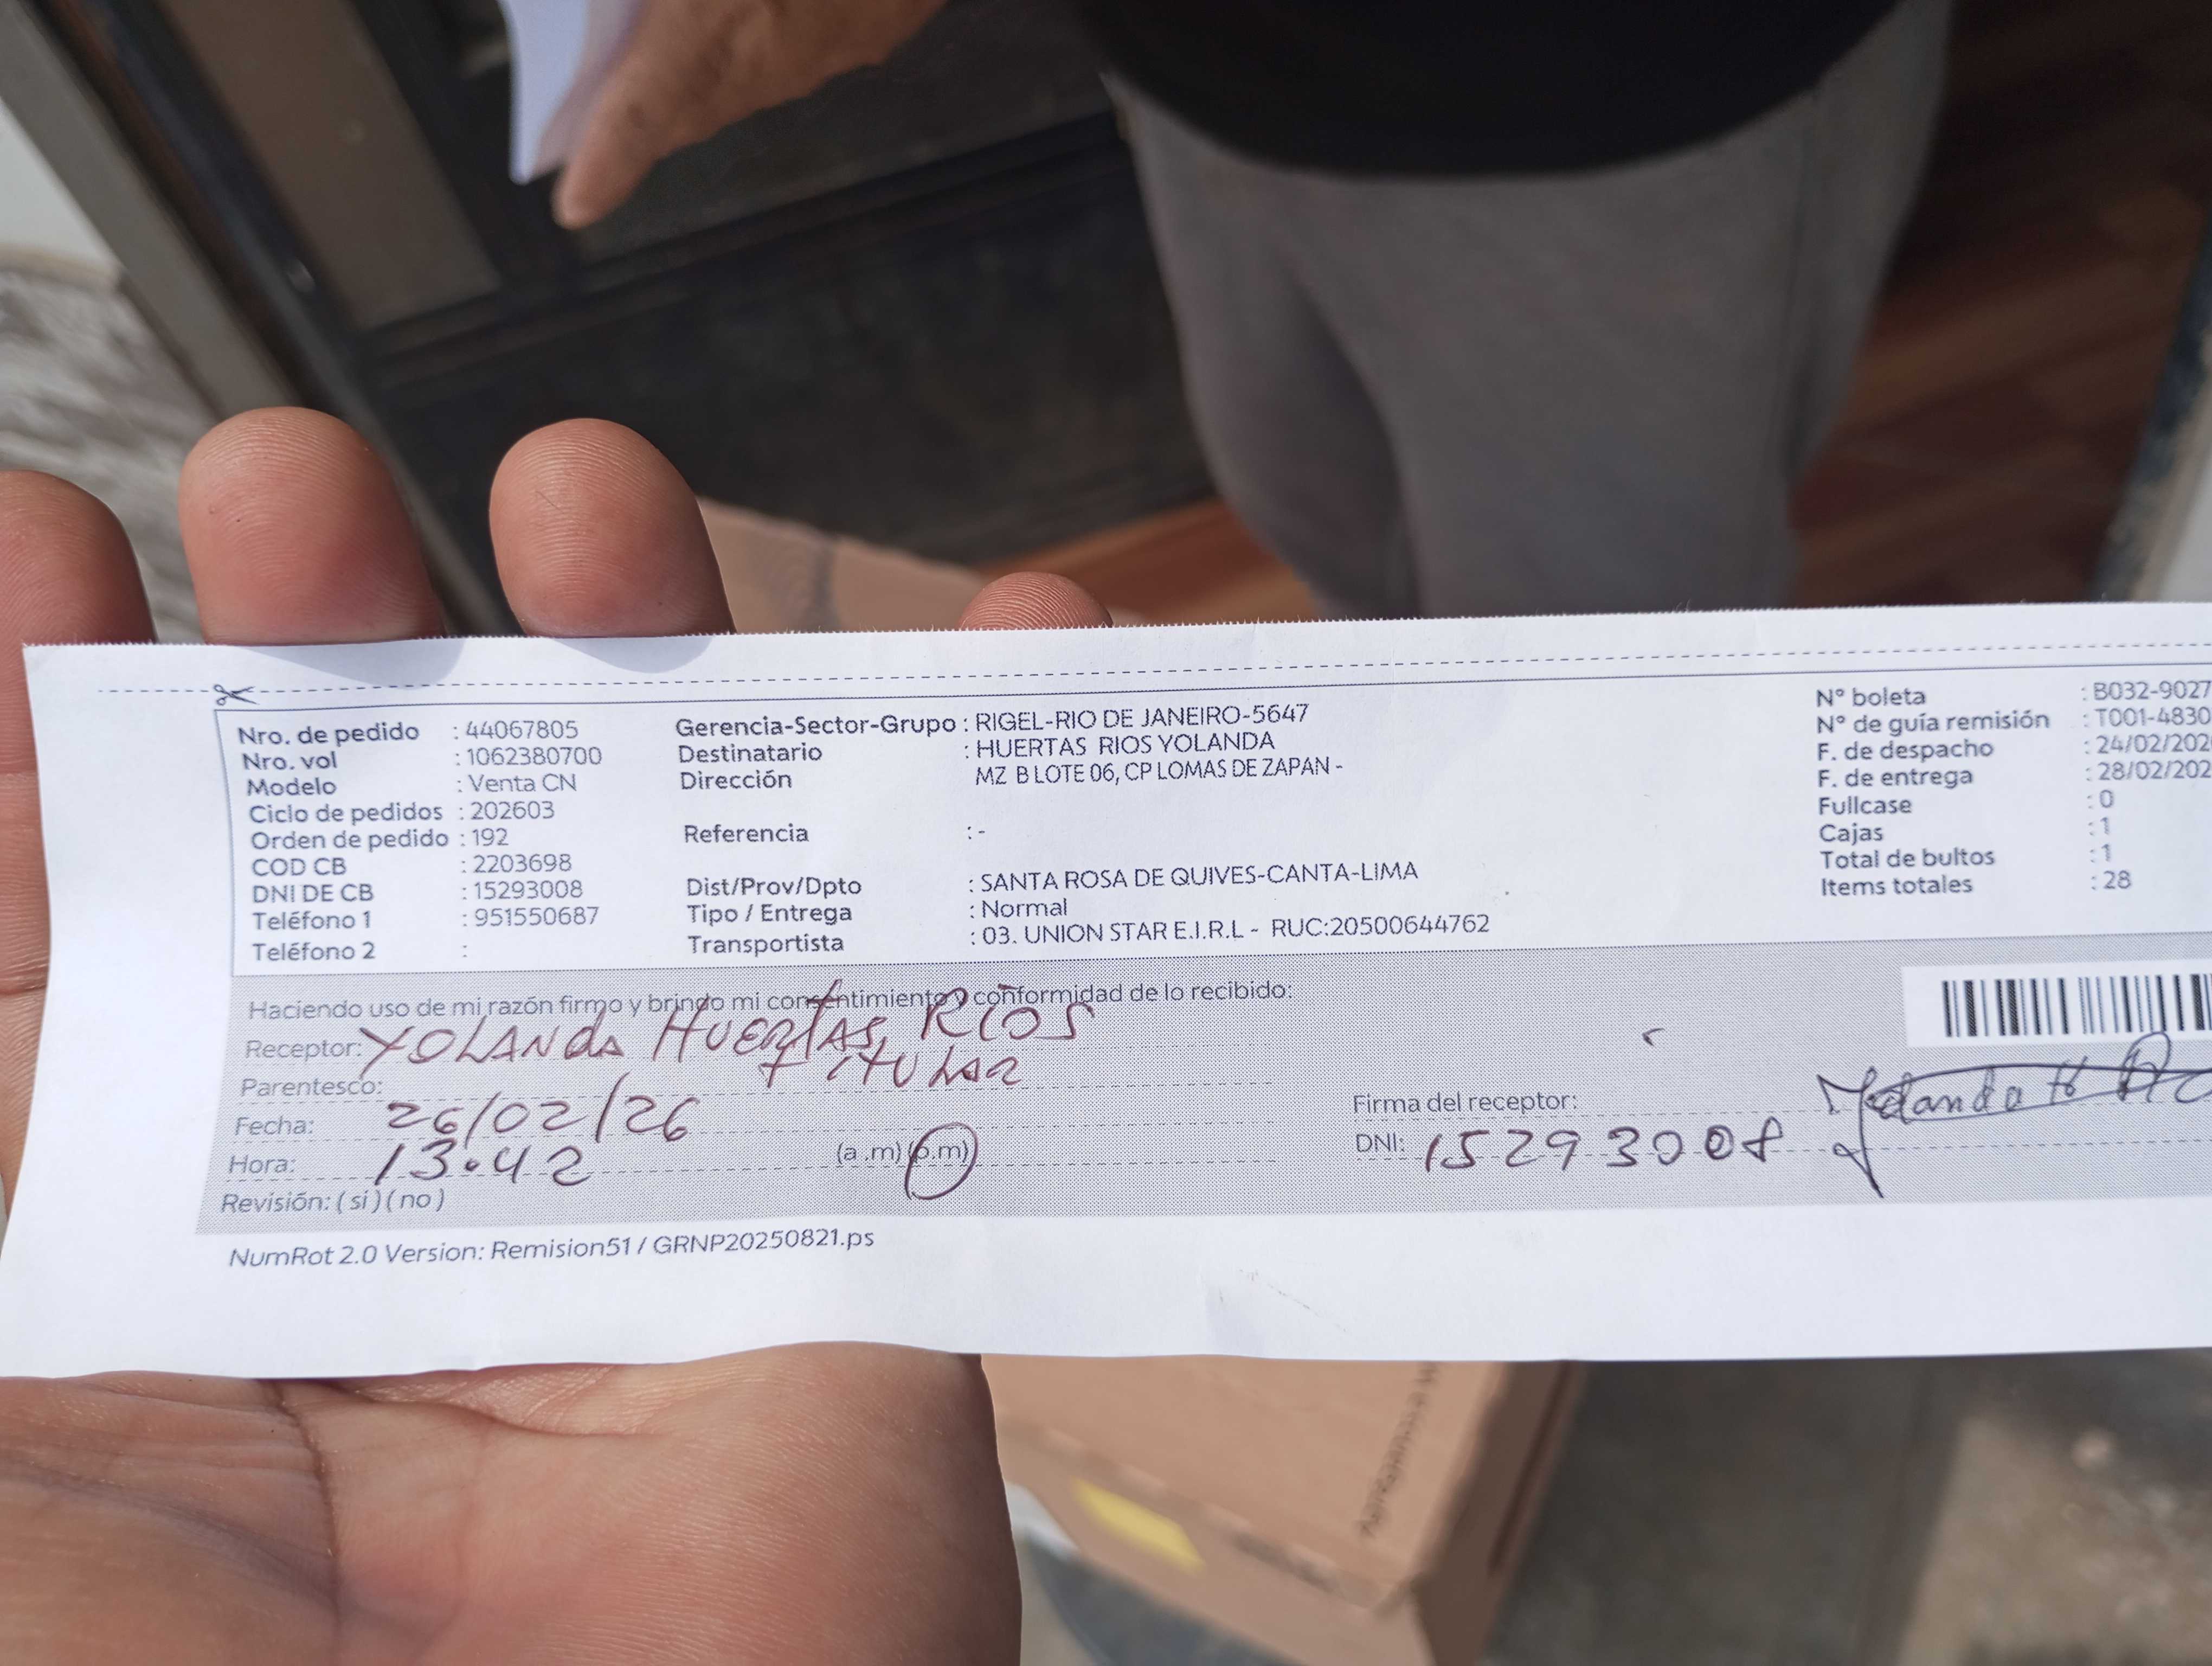 Nro. de pedido : 44067805
Nro. vol : 1062380700
Modelo : Venta CN
Ciclo de pedidos : 202603
Orden de pedido : 192
COD CB : 2203698
DNI DE CB : 15293008
Teléfono 1 : 951550687
Teléfono 2 :
Gerencia-Sector-Grupo : RIGEL-RIO DE JANEIRO-5647
Destinatario : HUERTAS RIOS YOLANDA
Dirección MZ B LOTE 06, CP LOMAS DE ZAPAN -
Referencia : -
Dist/Prov/Dpto : SANTA ROSA DE QUIVES-CANTA-LIMA
Tipo / Entrega : Normal
Transportista : 03. UNION STAR E.I.R.L - RUC:20500644762
N° boleta : B032-9027
N° de guía remisión : T001-4830
F. de despacho : 24/02/202
F. de entrega : 28/02/202
Fullcase : 0
Cajas : 1
Total de bultos : 1
Items totales : 28
Haciendo uso de mi razón firmo y brindo mi consentimiento y conformidad de lo recibido:
Receptor: YOLANdA HUERtAS RIOS
Parentesco: tITULAR
Fecha: 26/02/26
Hora: 13.42 (a .m) (p.m)
Revisión: ( si ) ( no )
Firma del receptor: Yolanda H R
DNI: 15293008
NumRot 2.0 Version: Remision51 / GRNP20250821.ps